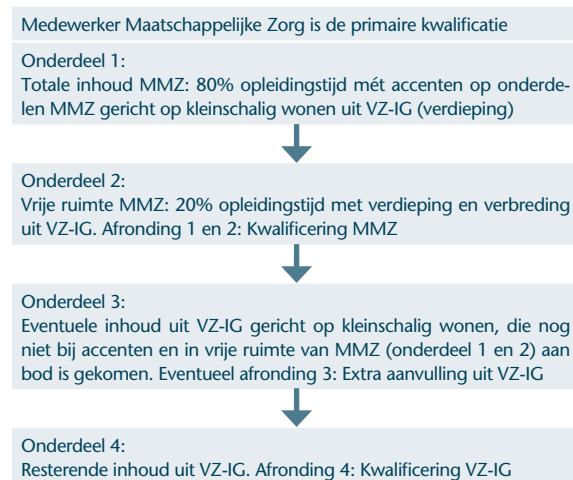 Medewerker Maatschappelijke Zorg is de primaire kwalificatie
Onderdeel 1:
Totale inhoud MMZ: 80% opleidingstijd mét accenten op onderde-
len MMZ gericht op kleinschalig wonen uit VZ-IG (verdieping)
Onderdeel 2:
Vrije ruimte MMZ: 20% opleidingstijd met verdieping en verbreding
uit VZ-IG. Afronding 1 en 2: Kwalificering MMZ
Onderdeel 3:
Eventuele inhoud uit VZ-IG gericht op kleinschalig wonen, die nog
niet bij accenten en in vrije ruimte van MMZ (onderdeel 1 en 2) aan
bod is gekomen. Eventueel afronding 3: Extra aanvulling uit VZ-IG
Onderdeel 4:
Resterende inhoud uit VZ-IG. Afronding 4: Kwalificering VZ-IG